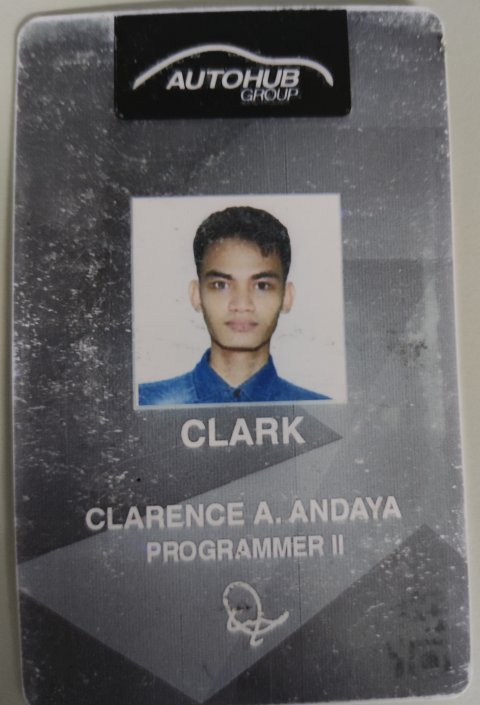 AUTOHUB
GROUP
CLARK
CLARENCE A. ANDAYA
PROGRAMMER II